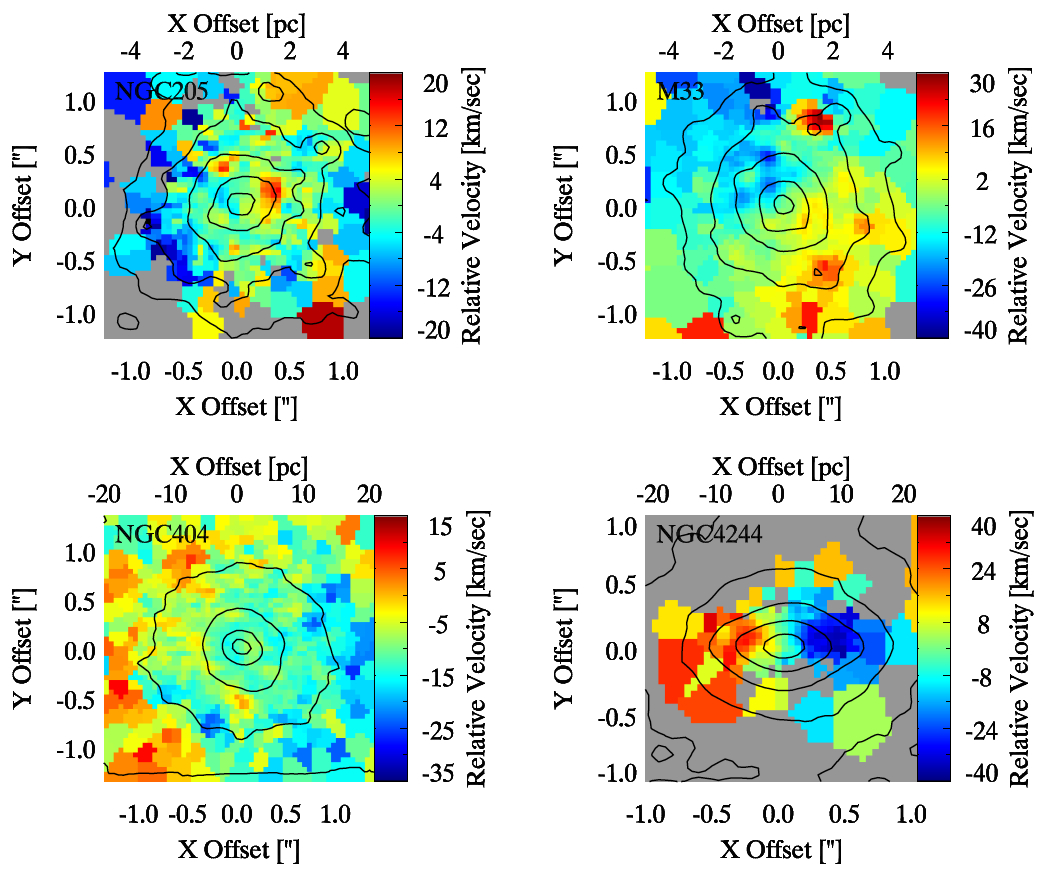 X Offset [pc]
-4 -2 0 2 4
NGC205
1.0
0.5
0.0
-0.5
-1.0
Y Offset ["]
-1.0 -0.5 0.0 0.5 1.0
X Offset ["]
20
12
4
-4
-12
-20
Relative Velocity [km/sec]
X Offset [pc]
-4 -2 0 2 4
M33
1.0
0.5
0.0
-0.5
-1.0
Y Offset ["]
-1.0 -0.5 0.0 0.5 1.0
X Offset ["]
30
16
2
-12
-26
-40
Relative Velocity [km/sec]
X Offset [pc]
-20 -10 0 10 20
NGC404
1.0
0.5
0.0
-0.5
-1.0
Y Offset ["]
-1.0 -0.5 0.0 0.5 1.0
X Offset ["]
15
5
-5
-15
-25
-35
Relative Velocity [km/sec]
X Offset [pc]
-20 -10 0 10 20
NGC4244
1.0
0.5
0.0
-0.5
-1.0
Y Offset ["]
-1.0 -0.5 0.0 0.5 1.0
X Offset ["]
40
24
8
-8
-24
-40
Relative Velocity [km/sec]